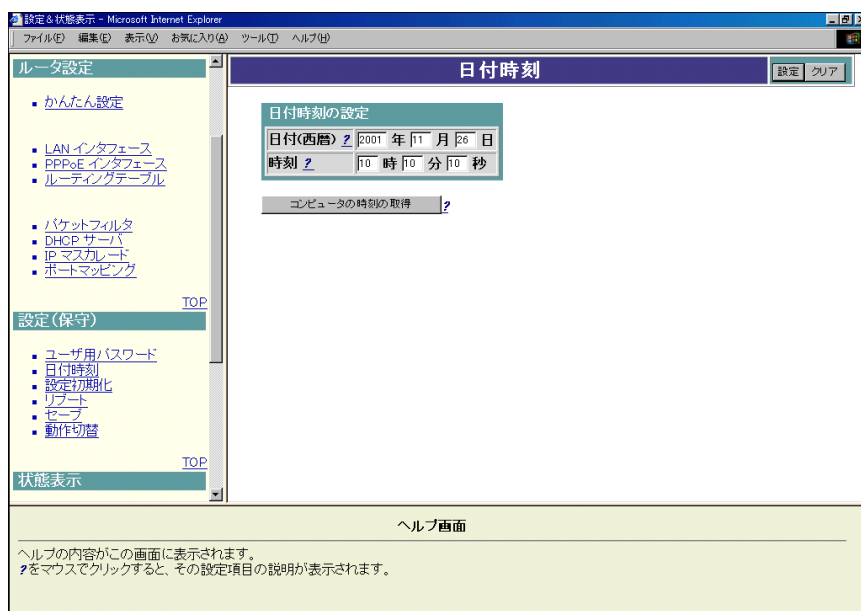 設定&状態表示 - Microsoft Internet Explorer
ファイル(F) 編集(E) 表示(V) お気に入り(A) ツール(T) ヘルプ(H)
ルータ設定
かんたん設定
LAN インタフェース
PPPoE インタフェース
ルーティングテーブル
パケットフィルタ
DHCP サーバ
IP マスカレード
ポートマッピング
TOP
設定(保守)
ユーザ用パスワード
日付時刻
設定初期化
リブート
セーブ
動作切替
TOP
状態表示
日付時刻
設定 クリア
日付時刻の設定
日付(西暦) ? 2001 年 11 月 26 日
時刻 ? 10 時 10 分 10 秒
コンピュータの時刻の取得 ?
ヘルプ画面
ヘルプの内容がこの画面に表示されます。
?をマウスでクリックすると、その設定項目の説明が表示されます。